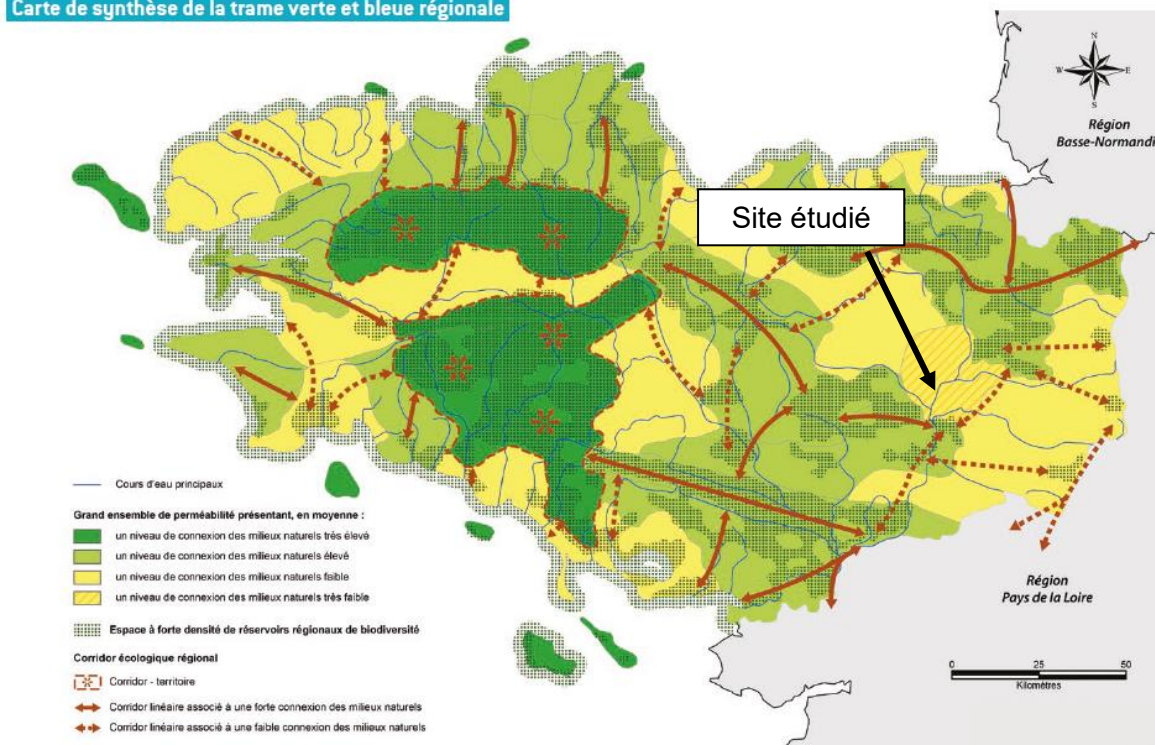 Carte de synthèse de la trame verte et bleue régionale
N
W
E
S
Région
Basse-Normandi
Site étudié
Cours d'eau principaux
Grand ensemble de perméabilité présentant, en moyenne :
un niveau de connexion des milieux naturels très élevé
un niveau de connexion des milieux naturels élevé
un niveau de connexion des milieux naturels faible
un niveau de connexion des milieux naturels très faible
Espace à forte densité de réservoirs régionaux de biodiversité
Corridor écologique régional
Corridor - territoire
Corridor linéaire associé à une forte connexion des milieux naturels
Corridor linéaire associé à une faible connexion des milieux naturels
Région
Pays de la Loire
0 25 50
Kilomètres